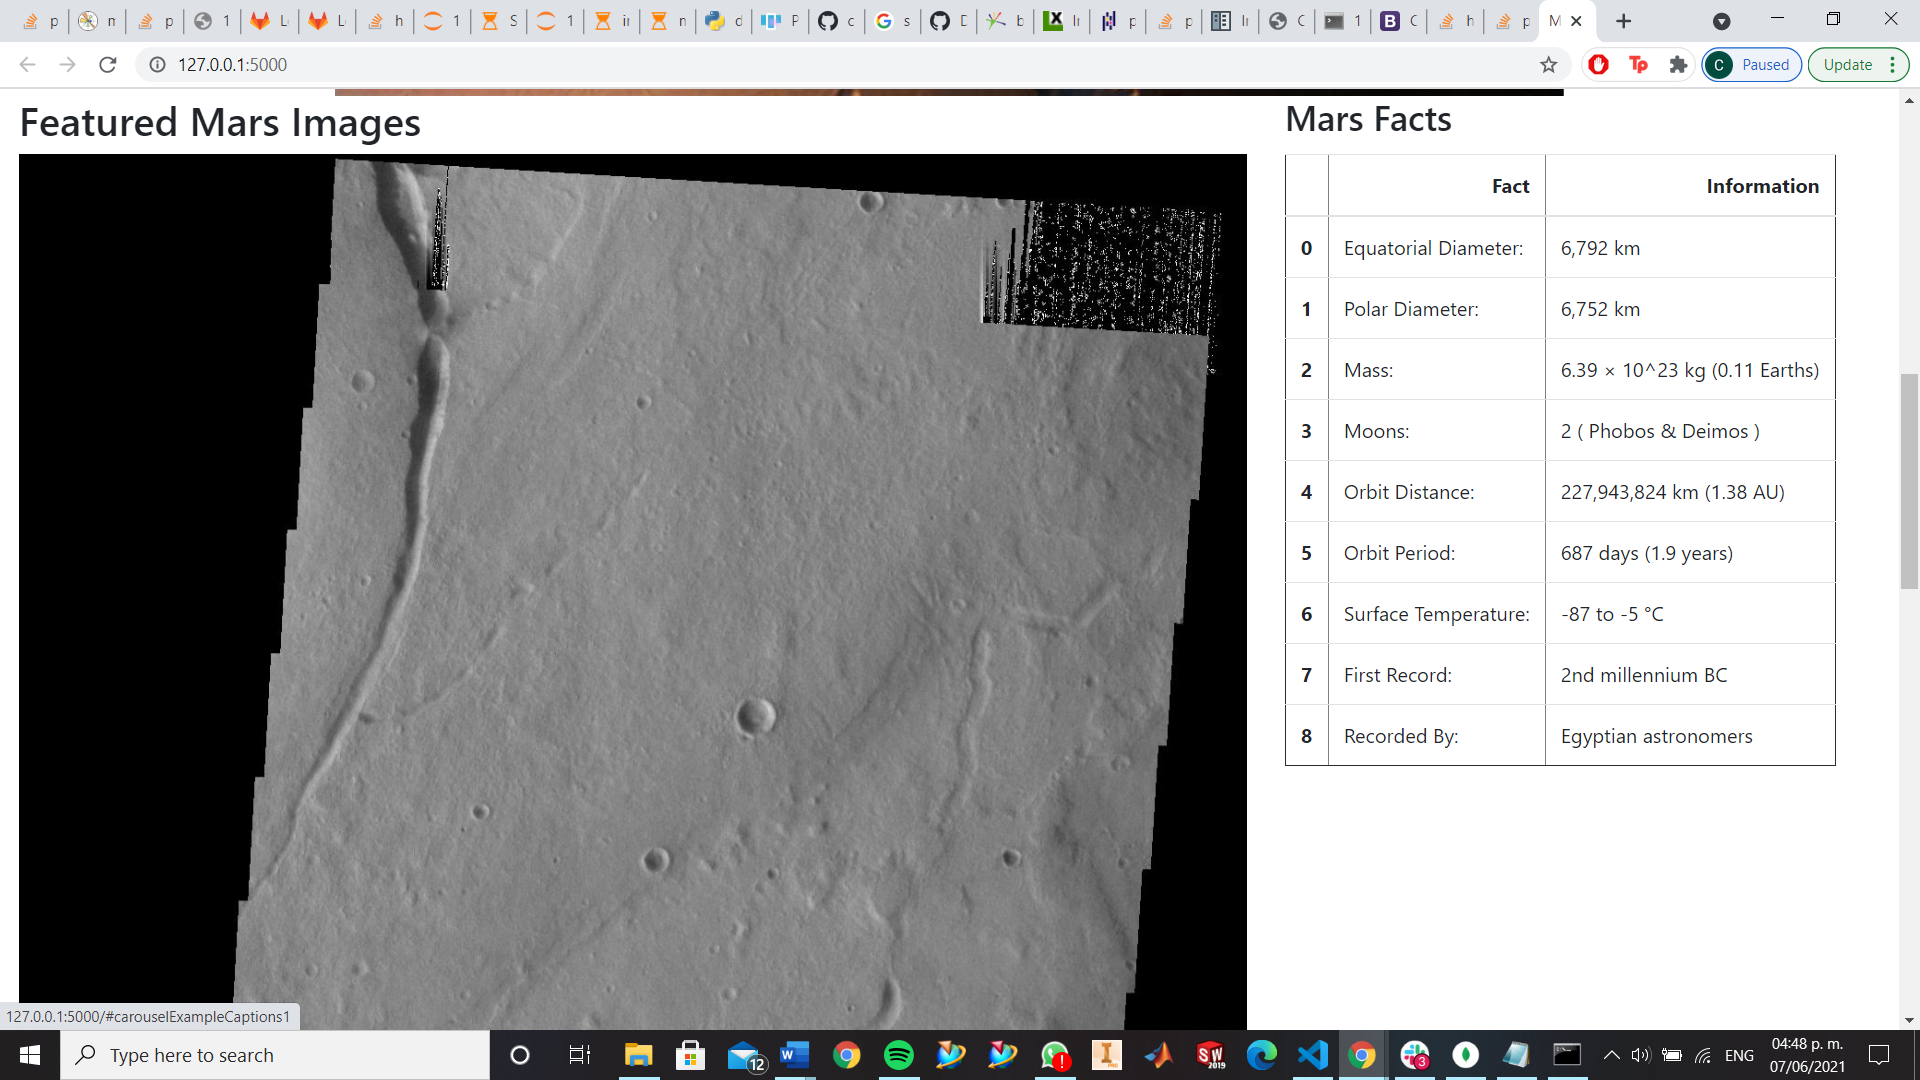 127.0.0.1:5000
Paused
Update
Featured Mars Images
Mars Facts
Fact Information
0 Equatorial Diameter: 6,792 km
1 Polar Diameter: 6,752 km
2 Mass: 6.39 × 10^23 kg (0.11 Earths)
3 Moons: 2 ( Phobos & Deimos )
4 Orbit Distance: 227,943,824 km (1.38 AU)
5 Orbit Period: 687 days (1.9 years)
6 Surface Temperature: -87 to -5 °C
7 First Record: 2nd millennium BC
8 Recorded By: Egyptian astronomers
127.0.0.1:5000/#carouselExampleCaptions1
Type here to search
12
SW
2019
3
ENG
04:48 p. m.
07/06/2021